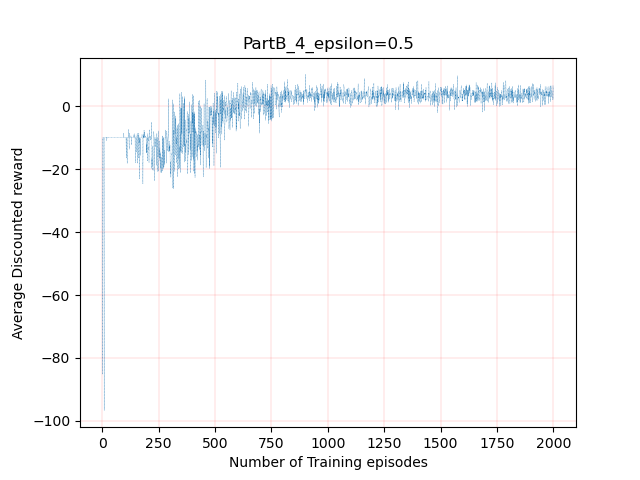 PartB_4_epsilon=0.5
Average Discounted reward
0
−20
−40
−60
−80
−100
0 250 500 750 1000 1250 1500 1750 2000
Number of Training episodes